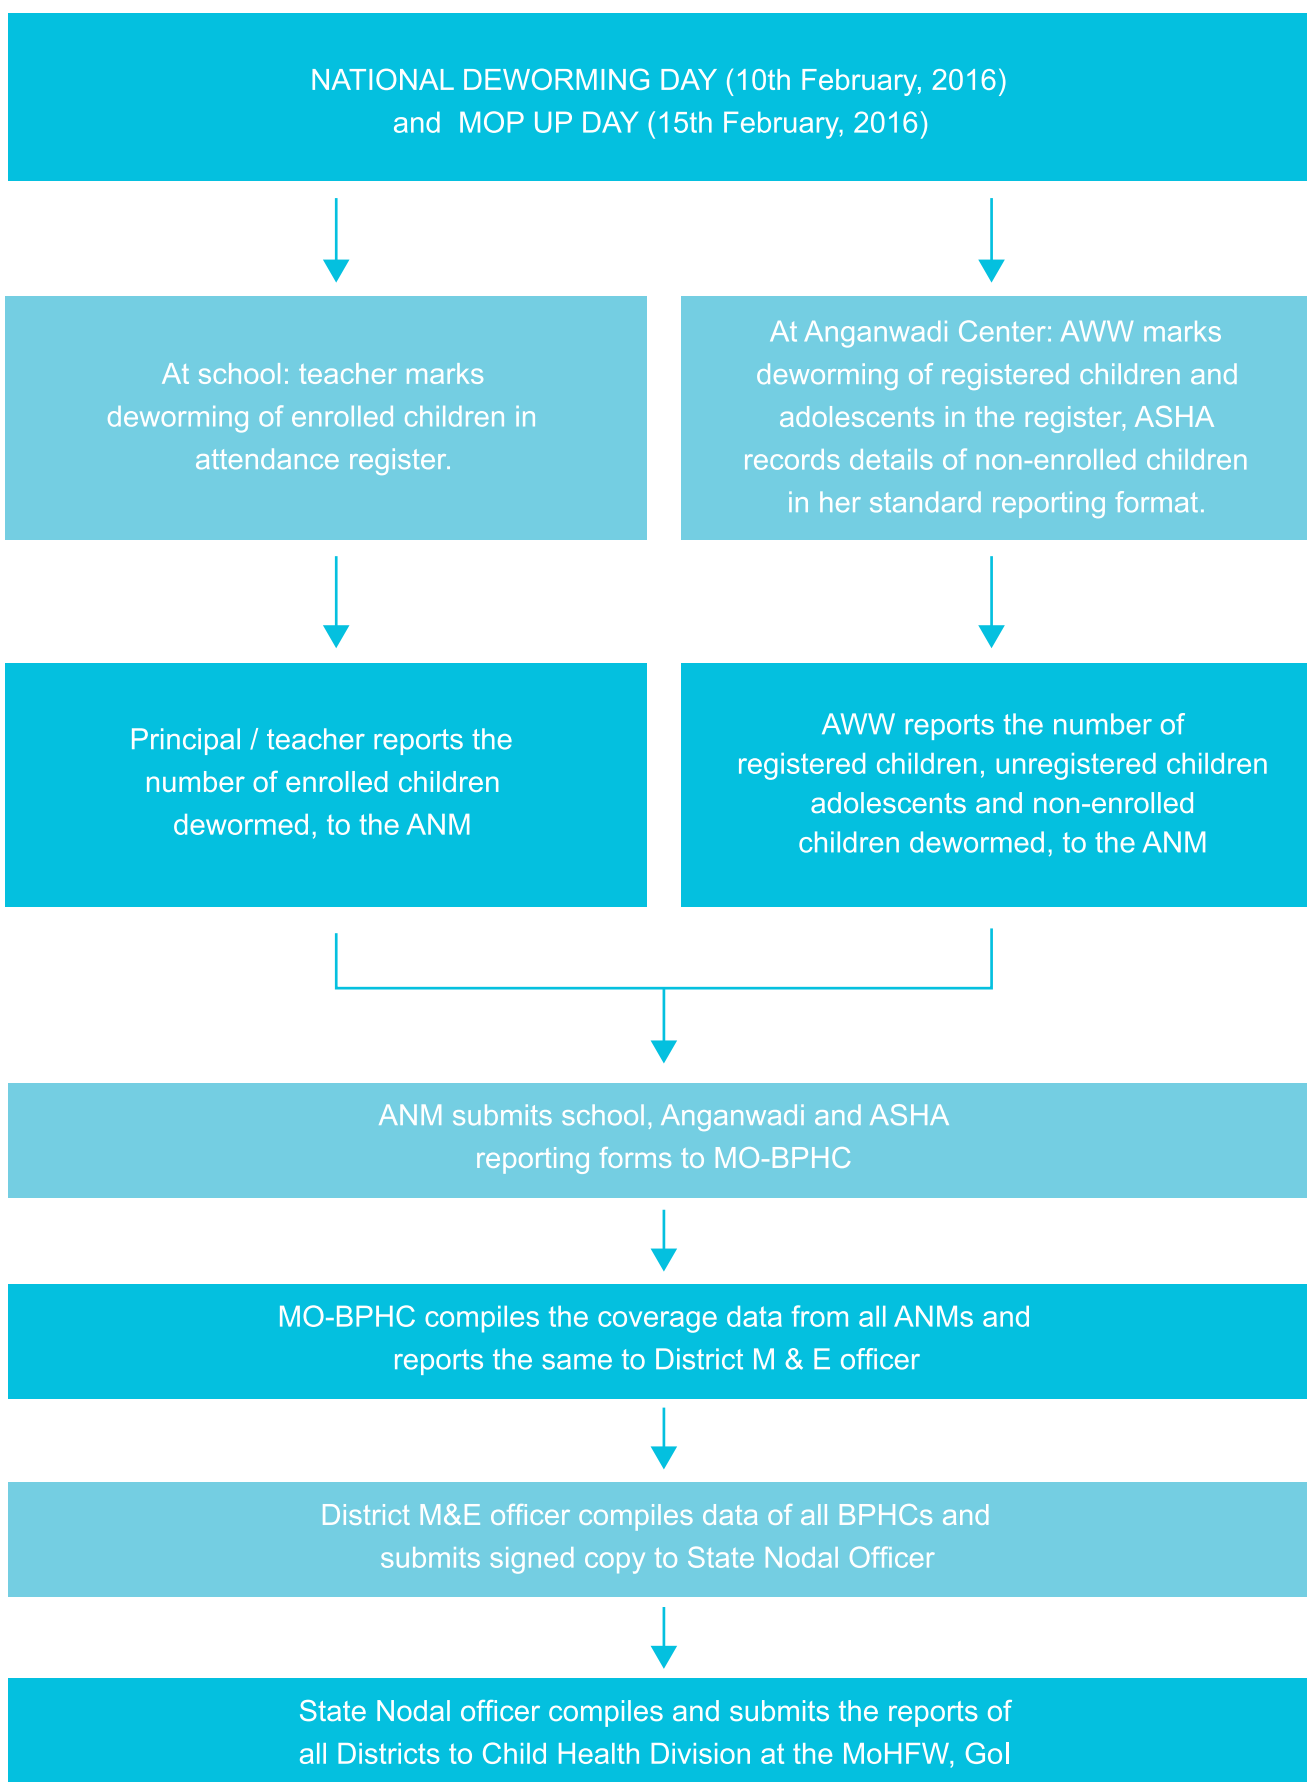 NATIONAL DEWORMING DAY (10th February, 2016)
and MOP UP DAY (15th February, 2016)
At school: teacher marks
deworming of enrolled children in
attendance register.
At Anganwadi Center: AWW marks
deworming of registered children and
adolescents in the register, ASHA
records details of non-enrolled children
in her standard reporting format.
Principal / teacher reports the
number of enrolled children
dewormed, to the ANM
AWW reports the number of
registered children, unregistered children
adolescents and non-enrolled
children dewormed, to the ANM
ANM submits school, Anganwadi and ASHA
reporting forms to MO-BPHC
MO-BPHC compiles the coverage data from all ANMs and
reports the same to District M & E officer
District M&E officer compiles data of all BPHCs and
submits signed copy to State Nodal Officer
State Nodal officer compiles and submits the reports of
all Districts to Child Health Division at the MoHFW, GoI